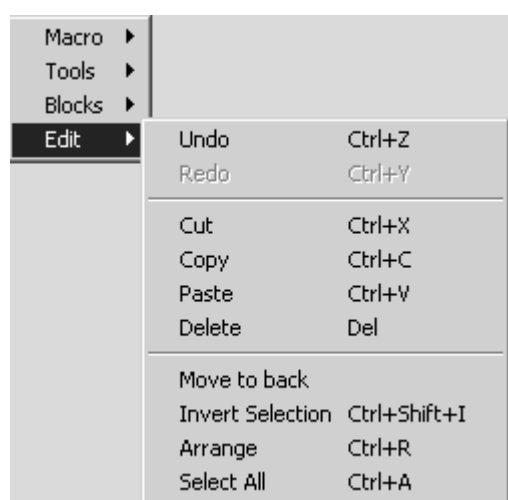 Macro
Tools
Blocks
Edit
Undo Ctrl+Z
Redo Ctrl+Y
Cut Ctrl+X
Copy Ctrl+C
Paste Ctrl+V
Delete Del
Move to back
Invert Selection Ctrl+Shift+I
Arrange Ctrl+R
Select All Ctrl+A